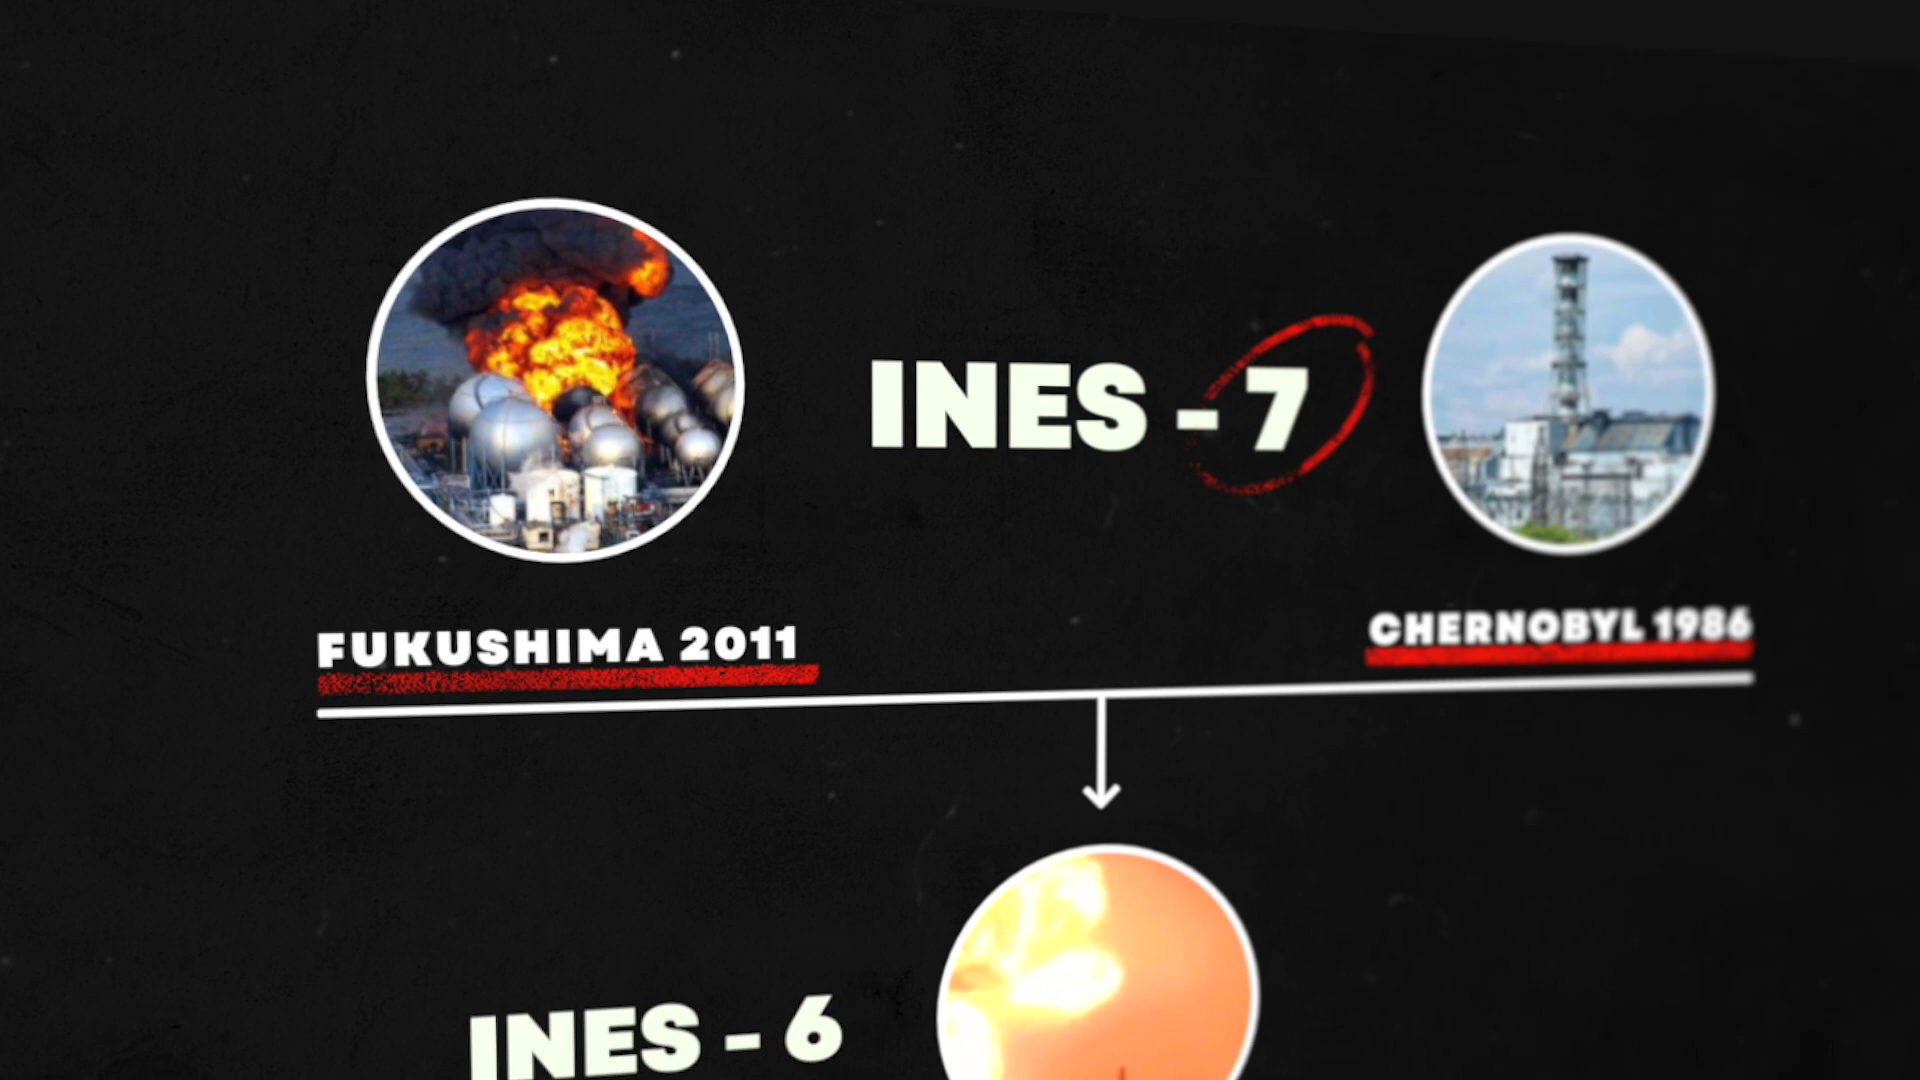 INES - 7
FUKUSHIMA 2011
CHERNOBYL 1986
INES - 6